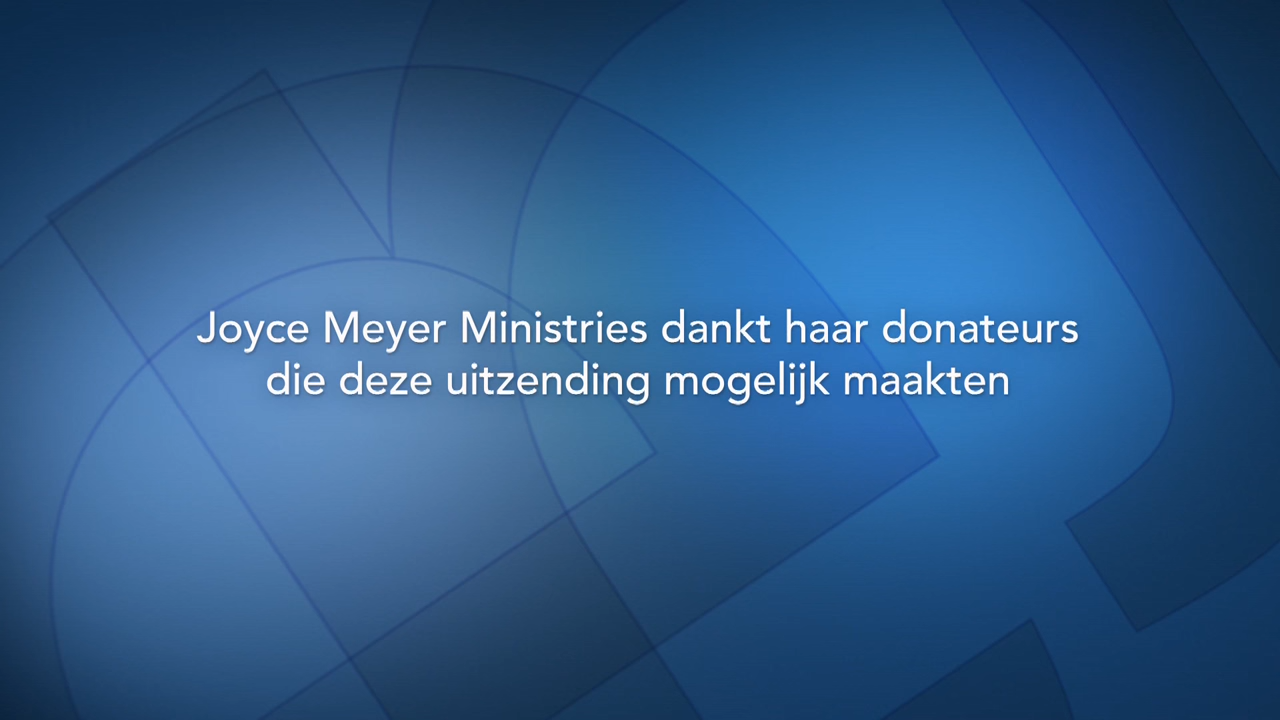 Joyce Meyer Ministries dankt haar donateurs
die deze uitzending mogelijk maakten